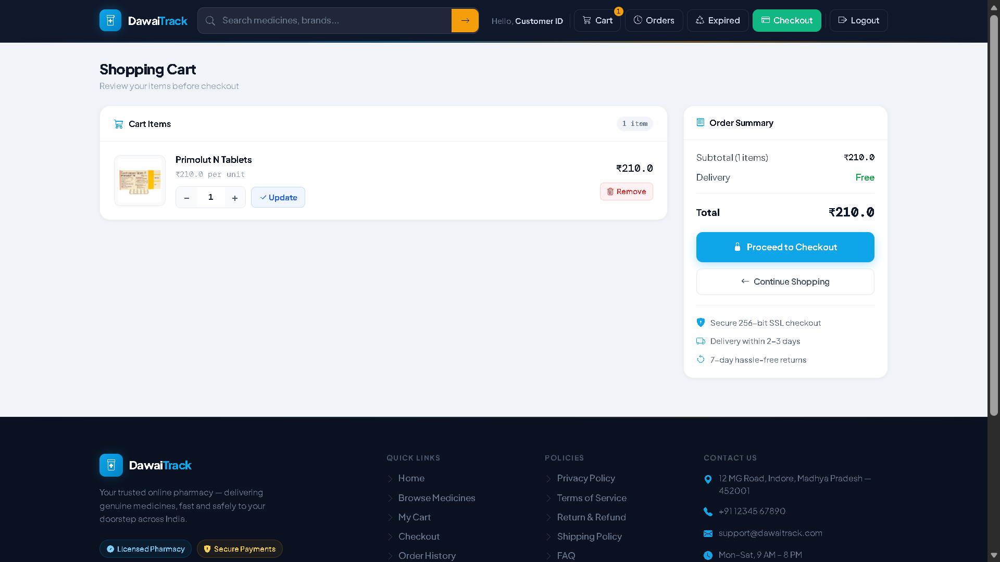 DawaiTrack
Search medicines, brands...
Hello, Customer ID
Cart
1
Orders
Expired
Checkout
Logout
Shopping Cart
Review your items before checkout
Cart Items
1 item
Primolut N Tablets
₹210.0 per unit
− 1 +
Update
₹210.0
Remove
Order Summary
Subtotal (1 items) ₹210.0
Delivery Free
Total ₹210.0
Proceed to Checkout
Continue Shopping
Secure 256-bit SSL checkout
Delivery within 2–3 days
7-day hassle-free returns
DawaiTrack
Your trusted online pharmacy — delivering
genuine medicines, fast and safely to your
doorstep across India.
Licensed Pharmacy
Secure Payments
QUICK LINKS
Home
Browse Medicines
My Cart
Checkout
Order History
POLICIES
Privacy Policy
Terms of Service
Return & Refund
Shipping Policy
FAQ
CONTACT US
12 MG Road, Indore, Madhya Pradesh —
452001
+91 12345 67890
support@dawaitrack.com
Mon–Sat, 9 AM – 8 PM